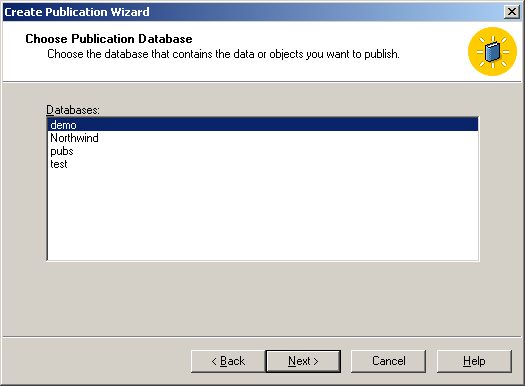 Create Publication Wizard
Choose Publication Database
Choose the database that contains the data or objects you want to publish.
Databases:
demo
Northwind
pubs
test
< Back
Next >
Cancel
Help